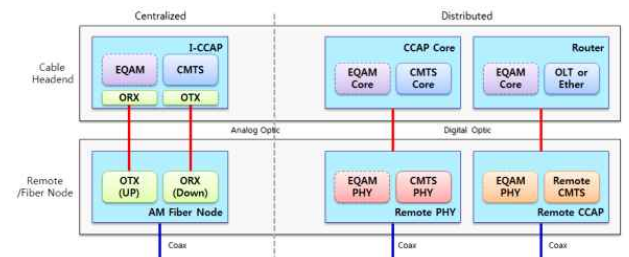 Centralized
Distributed
Cable
Headend
I-CCAP
EQAM
CMTS
ORX
OTX
CCAP Core
EQAM
Core
CMTS
Core
Router
EQAM
Core
OLT or
Ether
Analog Optic
Digital Optic
Remote
/Fiber Node
OTX
(UP)
ORX
(Down)
AM Fiber Node
EQAM
PHY
CMTS
PHY
Remote PHY
EQAM
PHY
Remote
CMTS
Remote CCAP
Coax
Coax
Coax